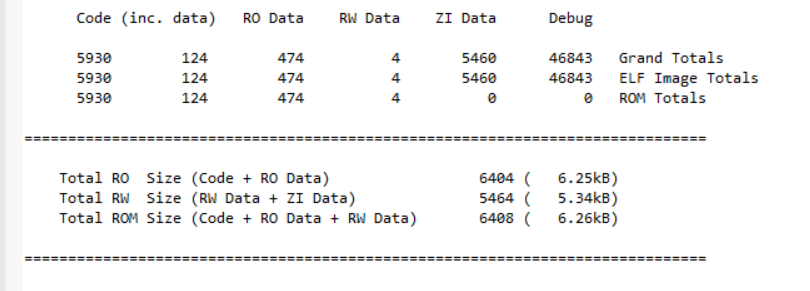 Code (inc. data) RO Data RW Data ZI Data Debug
5930 124 474 4 5460 46843 Grand Totals
5930 124 474 4 5460 46843 ELF Image Totals
5930 124 474 4 0 0 ROM Totals
==============================================================================
Total RO Size (Code + RO Data) 6404 ( 6.25kB)
Total RW Size (RW Data + ZI Data) 5464 ( 5.34kB)
Total ROM Size (Code + RO Data + RW Data) 6408 ( 6.26kB)
==============================================================================